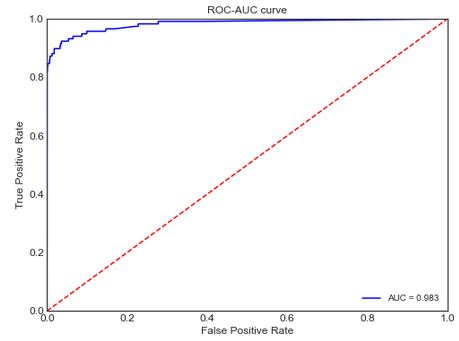 ROC-AUC curve
1.0
0.8
0.6
0.4
0.2
0.0
True Positive Rate
0.0 0.2 0.4 0.6 0.8 1.0
False Positive Rate
AUC = 0.983